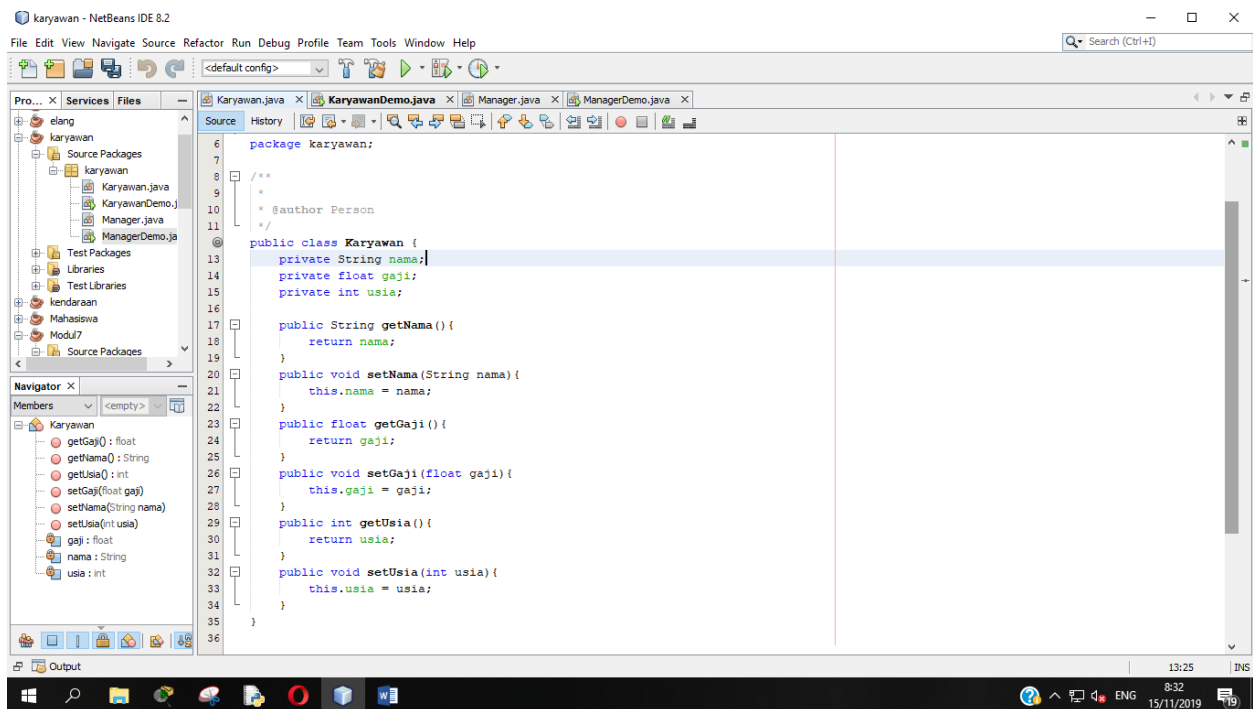 karyawan - NetBeans IDE 8.2
File Edit View Navigate Source Refactor Run Debug Profile Team Tools Window Help
Search (Ctrl+I)
<default config>
Pro... Services Files
Karyawan.java KaryawanDemo.java Manager.java ManagerDemo.java
Source History
elang
karyawan
Source Packages
karyawan
Karyawan.java
KaryawanDemo.j
Manager.java
ManagerDemo.ja
Test Packages
Libraries
Test Libraries
kendaraan
Mahasiswa
Modul7
Source Packages
Navigator
Members <empty>
Karyawan
getGaji() : float
getNama() : String
getUsia() : int
setGaji(float gaji)
setNama(String nama)
setUsia(int usia)
gaji : float
nama : String
usia : int
6 package karyawan;
7
8 /**
9 *
10 * @author Person
11 */
public class Karyawan {
13 private String nama;
14 private float gaji;
15 private int usia;
16
17 public String getNama(){
18 return nama;
19 }
20 public void setNama(String nama){
21 this.nama = nama;
22 }
23 public float getGaji(){
24 return gaji;
25 }
26 public void setGaji(float gaji){
27 this.gaji = gaji;
28 }
29 public int getUsia(){
30 return usia;
31 }
32 public void setUsia(int usia){
33 this.usia = usia;
34 }
35 }
36
Output
13:25 INS
ENG
8:32
15/11/2019
19